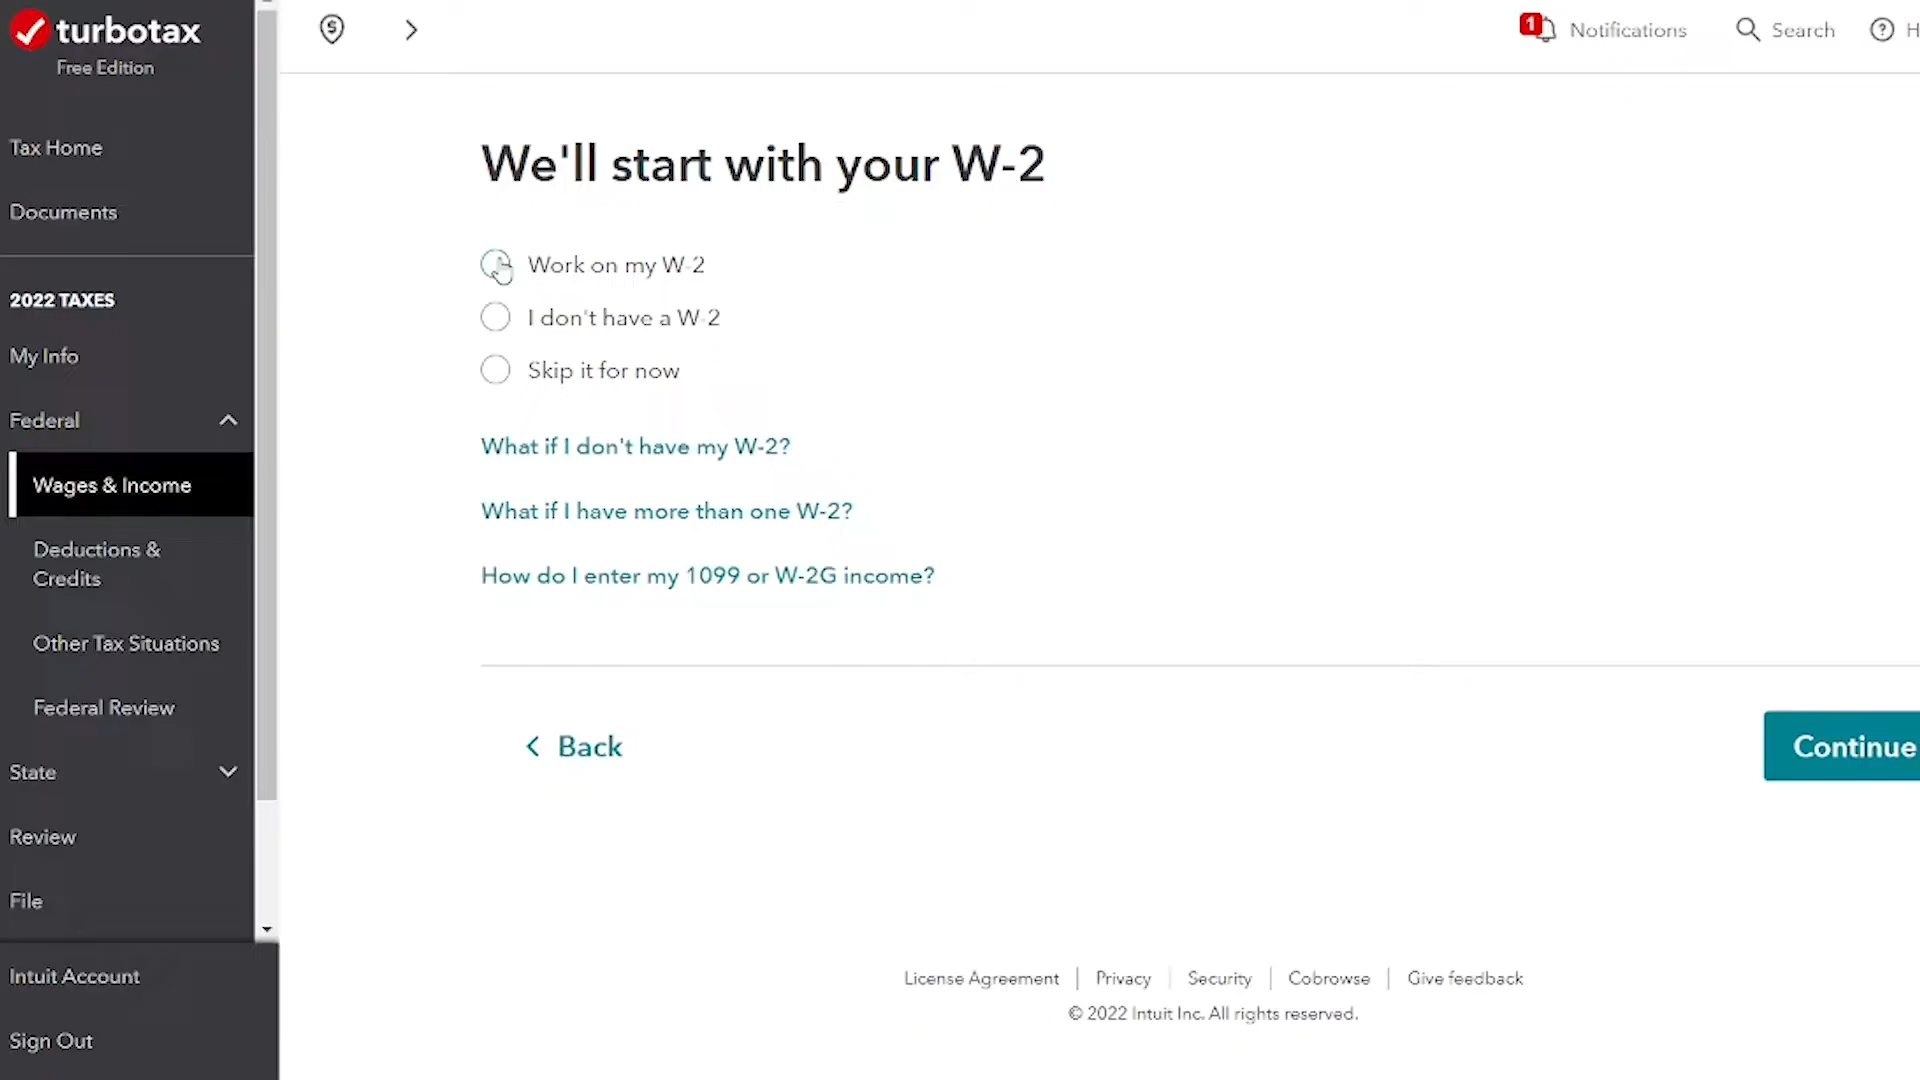 turbotax
Free Edition
Tax Home
Documents
2022 TAXES
My Info
Federal
Wages & Income
Deductions &
Credits
Other Tax Situations
Federal Review
State
Review
File
Intuit Account
Sign Out
$
1 Notifications
Search
? H
We'll start with your W-2
Work on my W-2
I don't have a W-2
Skip it for now
What if I don't have my W-2?
What if I have more than one W-2?
How do I enter my 1099 or W-2G income?
Back
Continue
License Agreement | Privacy | Security | Cobrowse | Give feedback
© 2022 Intuit Inc. All rights reserved.